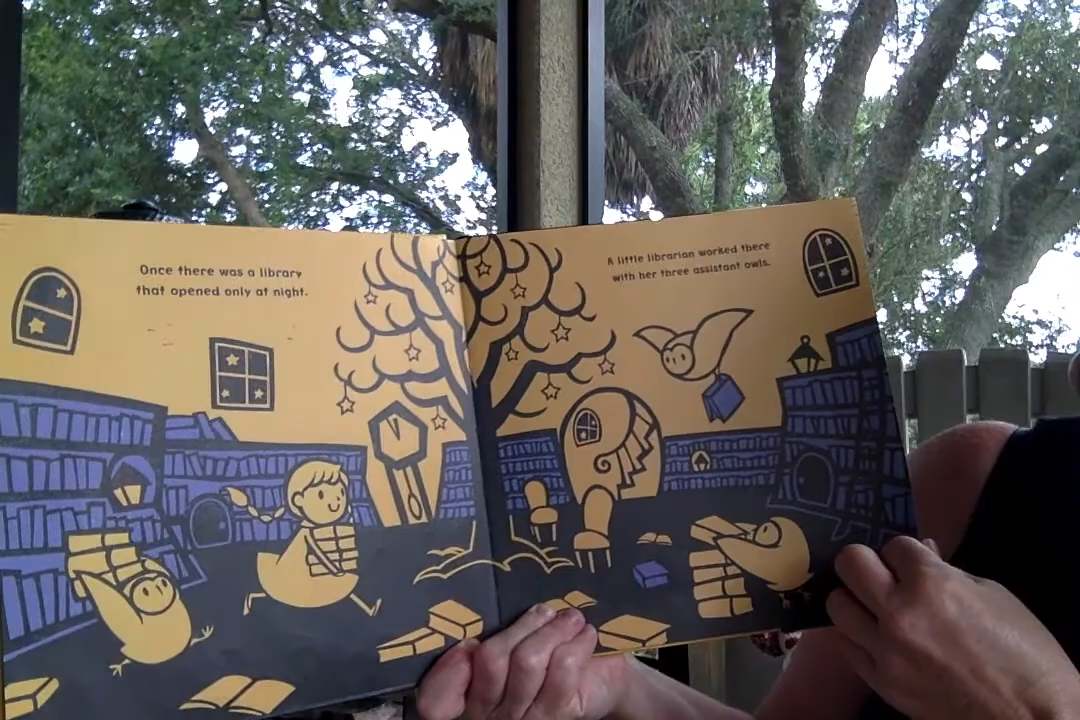 Once there was a library
that opened only at night.
A little librarian worked there
with her three assistant owls.